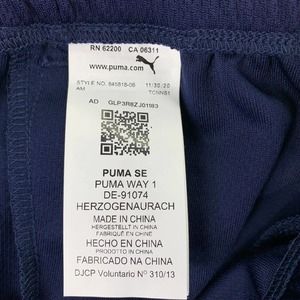 RN 62200 CA 06311
www.puma.com
STYLE NO. 845818-06 11/30/20
AM TCNNS1
AD GLP3R8ZJ01983
PUMA SE
PUMA WAY 1
DE-91074
HERZOGENAURACH
MADE IN CHINA
HERGESTELLT IN CHINA
FABRIQUÉ EN CHINE
HECHO EN CHINA
PRODOTTO IN CHINA
FABRICADO NA CHINA
DJCP Voluntario Nº 310/13